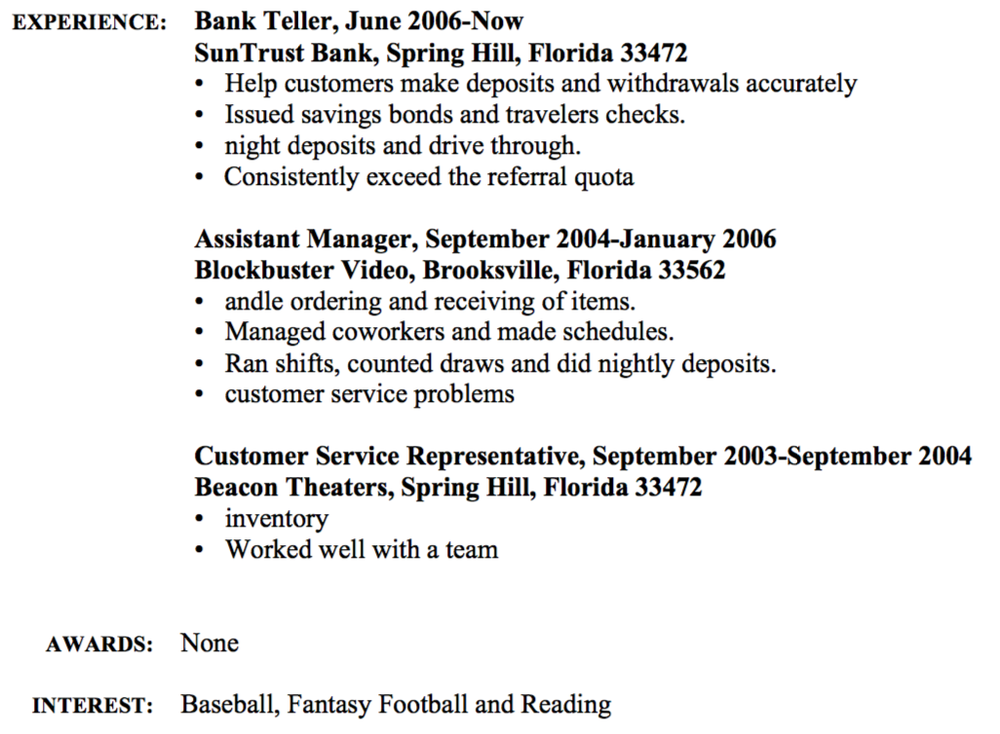 EXPERIENCE: Bank Teller, June 2006-Now
SunTrust Bank, Spring Hill, Florida 33472
• Help customers make deposits and withdrawals accurately
• Issued savings bonds and travelers checks.
• night deposits and drive through.
• Consistently exceed the referral quota
Assistant Manager, September 2004-January 2006
Blockbuster Video, Brooksville, Florida 33562
• andle ordering and receiving of items.
• Managed coworkers and made schedules.
• Ran shifts, counted draws and did nightly deposits.
• customer service problems
Customer Service Representative, September 2003-September 2004
Beacon Theaters, Spring Hill, Florida 33472
• inventory
• Worked well with a team
AWARDS: None
INTEREST: Baseball, Fantasy Football and Reading